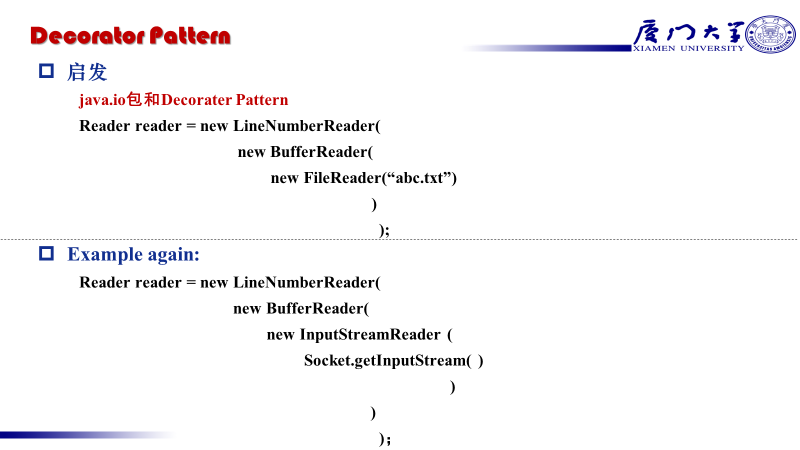 Decorator Pattern
厦门大学
XIAMEN UNIVERSITY
启发
java.io包和Decorater Pattern
Reader reader = new LineNumberReader(
new BufferReader(
new FileReader(“abc.txt”)
)
);
Example again:
Reader reader = new LineNumberReader(
new BufferReader(
new InputStreamReader (
Socket.getInputStream( )
)
)
);